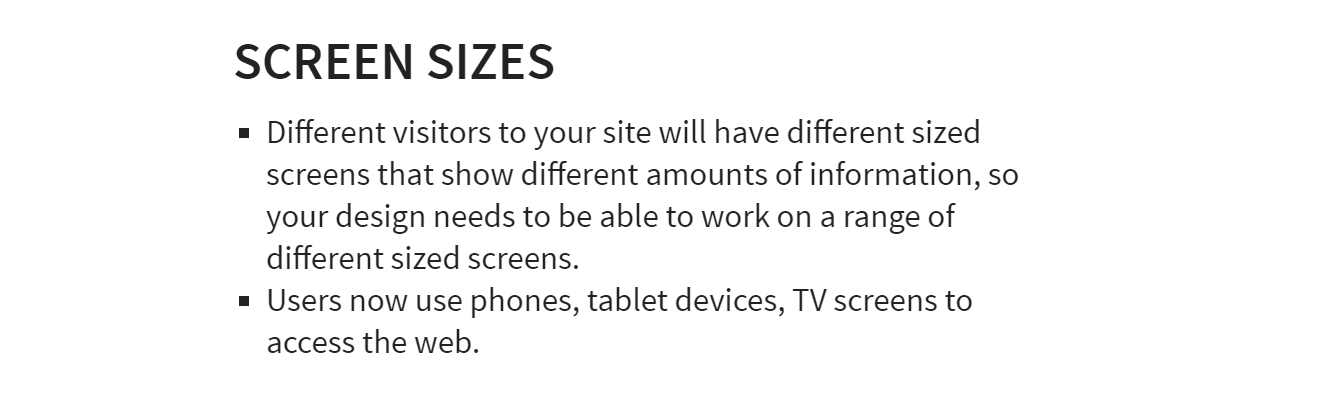 SCREEN SIZES
▪ Different visitors to your site will have different sized
screens that show different amounts of information, so
your design needs to be able to work on a range of
different sized screens.
▪ Users now use phones, tablet devices, TV screens to
access the web.